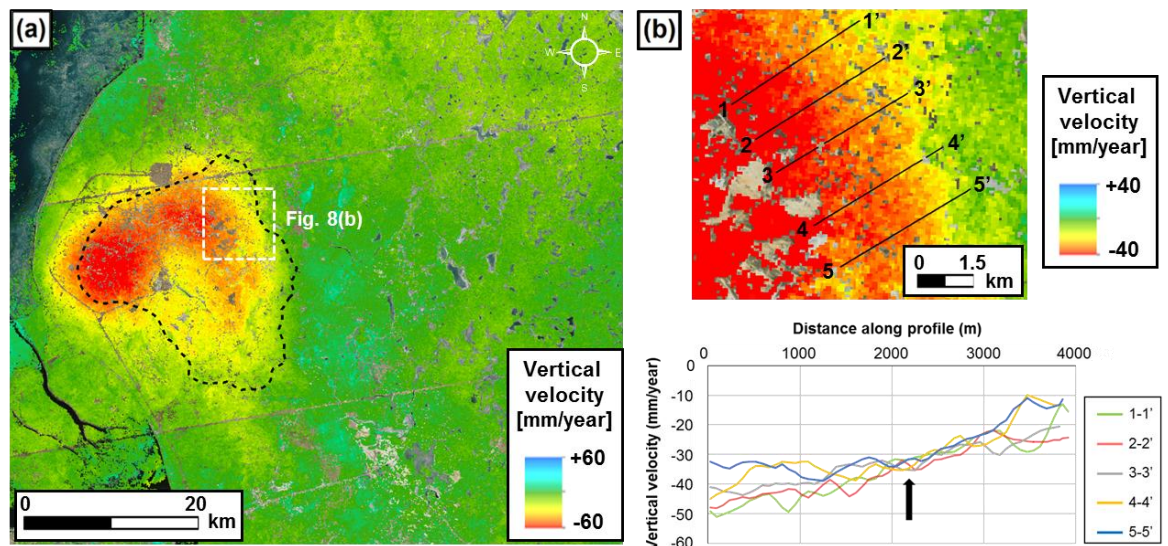 (a)
N
W E
S
Fig. 8(b)
0 20
km
Vertical
velocity
[mm/year]
+60
-60
(b)
1'
2'
3'
4'
5'
1
2
3
4
5
0 1.5
km
Vertical
velocity
[mm/year]
+40
-40
Distance along profile (m)
0 1000 2000 3000 4000
Vertical velocity (mm/year)
0
-10
-20
-30
-40
-50
-60
1-1'
2-2'
3-3'
4-4'
5-5'